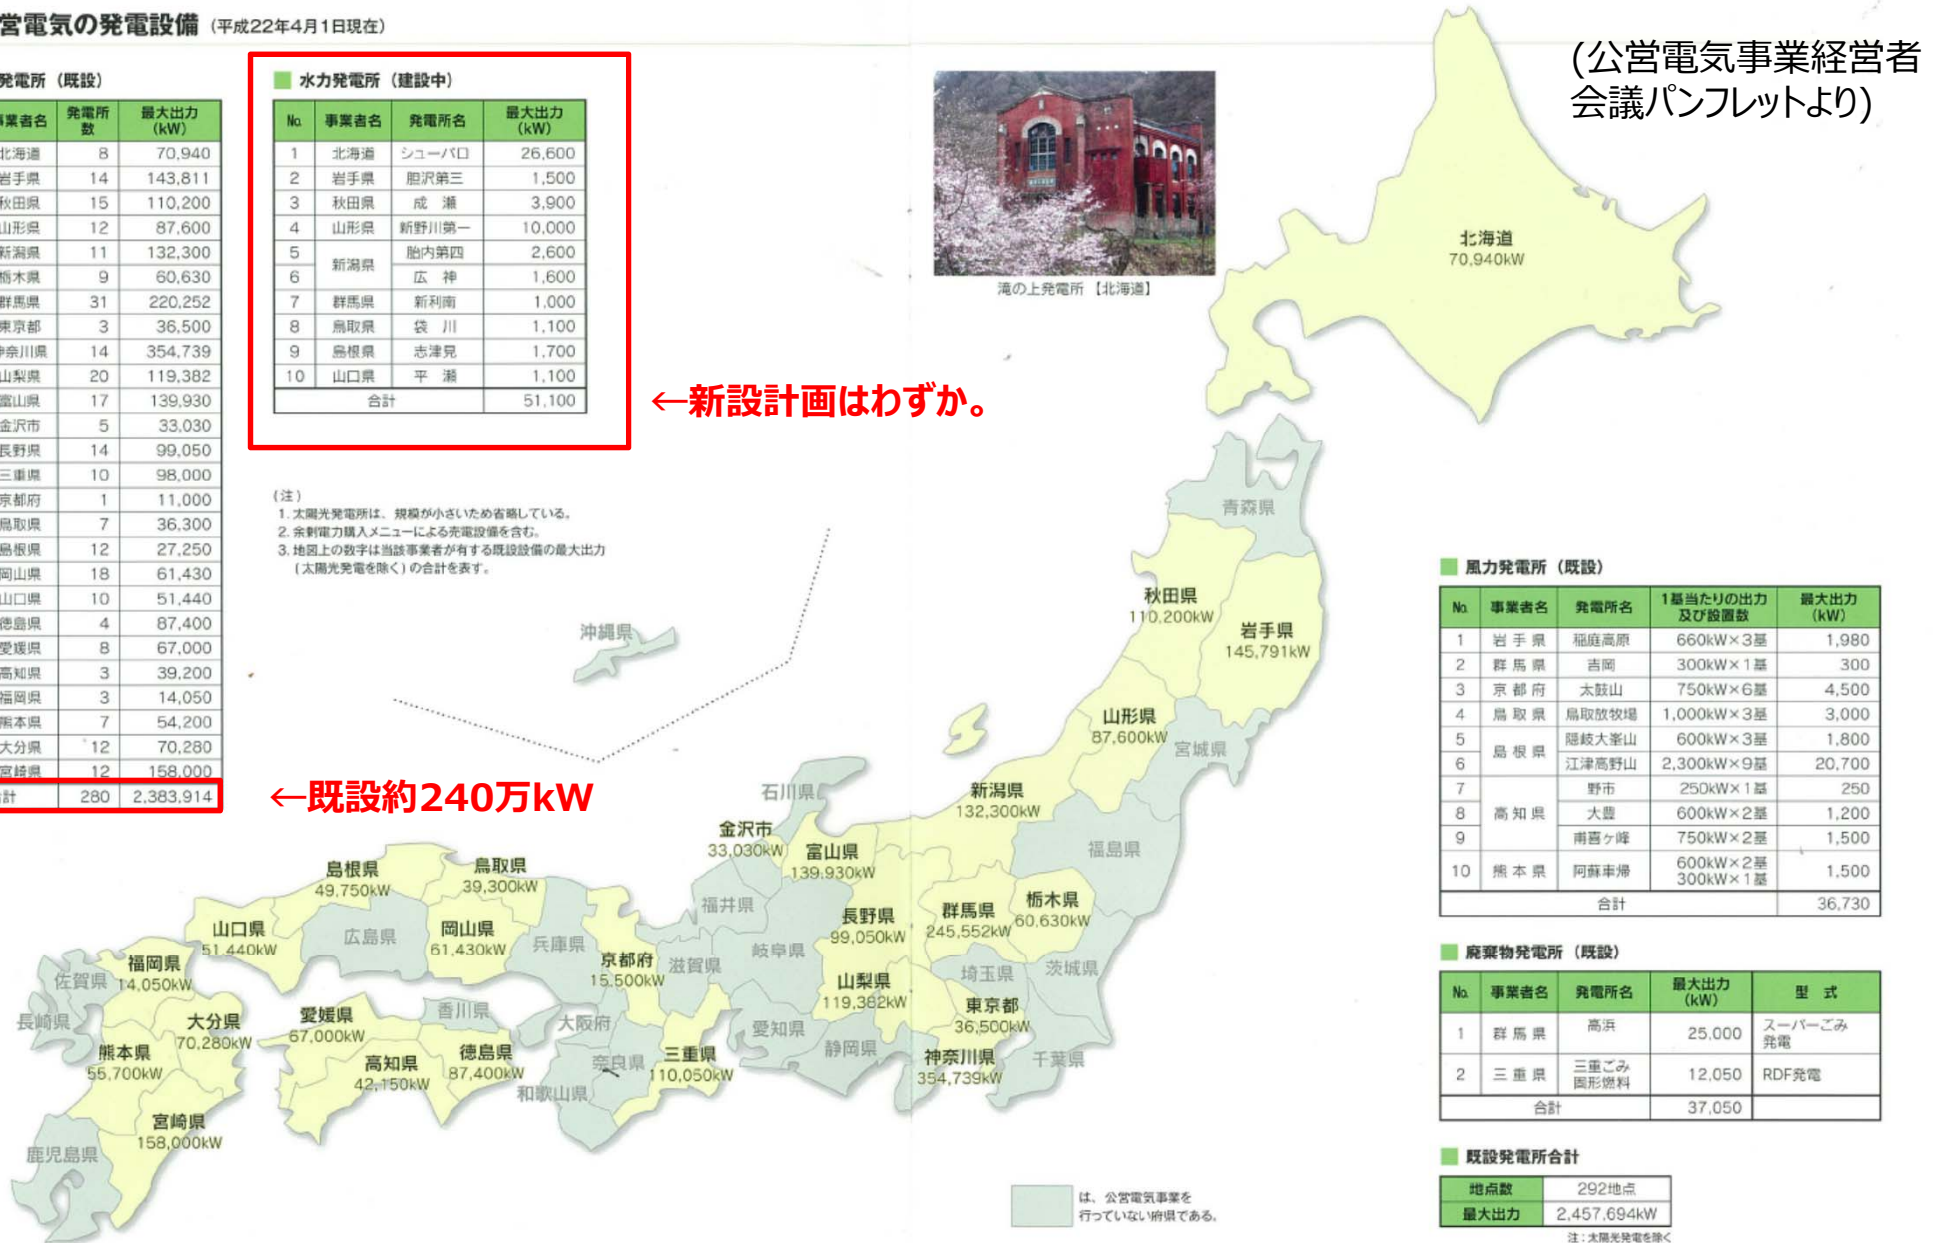 営電気の発電設備 (平成22年4月1日現在)
(公営電気事業経営者
会議パンフレットより)
発電所 (既設)
事業者名 発電所数 最大出力(kW)
北海道 8 70,940
岩手県 14 143,811
秋田県 15 110,200
山形県 12 87,600
新潟県 11 132,300
栃木県 9 60,630
群馬県 31 220,252
東京都 3 36,500
神奈川県 14 354,739
山梨県 20 119,382
富山県 17 139,930
金沢市 5 33,030
長野県 14 99,050
三重県 10 98,000
京都府 1 11,000
鳥取県 7 36,300
島根県 12 27,250
岡山県 18 61,430
山口県 10 51,440
徳島県 4 87,400
愛媛県 8 67,000
高知県 3 39,200
福岡県 3 14,050
熊本県 7 54,200
大分県 12 70,280
宮崎県 12 158,000
合計 280 2,383,914
←既設約240万kW
水力発電所 (建設中)
No. 事業者名 発電所名 最大出力(kW)
1 北海道 シューパロ 26,600
2 岩手県 胆沢第三 1,500
3 秋田県 成瀬 3,900
4 山形県 新野川第一 10,000
5 新潟県 胎内第四 2,600
6 広神 1,600
7 群馬県 新利南 1,000
8 鳥取県 袋川 1,100
9 島根県 志津見 1,700
10 山口県 平瀬 1,100
合計 51,100
←新設計画はわずか。
(注)
1. 太陽光発電所は、規模が小さいため省略している。
2. 余剰電力購入メニューによる売電設備を含む。
3. 地図上の数字は当該事業者が有する既設設備の最大出力
(太陽光発電を除く)の合計を表す。
滝の上発電所 【北海道】
北海道
70,940kW
青森県
秋田県
110,200kW
岩手県
145,791kW
山形県
87,600kW
宮城県
沖縄県
新潟県
132,300kW
福島県
石川県
金沢市
33,030kW
富山県
139,930kW
福井県
長野県
99,050kW
群馬県
245,552kW
栃木県
60,630kW
岐阜県
埼玉県
茨城県
山梨県
119,382kW
東京都
36,500kW
神奈川県
354,739kW
千葉県
静岡県
愛知県
三重県
110,050kW
滋賀県
京都府
15,500kW
大阪府
奈良県
和歌山県
兵庫県
鳥取県
39,300kW
島根県
49,750kW
岡山県
61,430kW
広島県
山口県
51,440kW
香川県
徳島県
87,400kW
愛媛県
67,000kW
高知県
42,150kW
福岡県
14,050kW
佐賀県
長崎県
大分県
70,280kW
熊本県
55,700kW
宮崎県
158,000kW
鹿児島県
は、公営電気事業を
行っていない府県である。
風力発電所 (既設)
No. 事業者名 発電所名 1基当たりの出力及び設置数 最大出力(kW)
1 岩手県 稲庭高原 660kW×3基 1,980
2 群馬県 吉岡 300kW×1基 300
3 京都府 太鼓山 750kW×6基 4,500
4 鳥取県 鳥取放牧場 1,000kW×3基 3,000
5 島根県 隠岐大峯山 600kW×3基 1,800
6 江津高野山 2,300kW×9基 20,700
7 高知県 野市 250kW×1基 250
8 大豊 600kW×2基 1,200
9 甫喜ヶ峰 750kW×2基 1,500
10 熊本県 阿蘇車帰 600kW×2基 300kW×1基 1,500
合計 36,730
廃棄物発電所 (既設)
No. 事業者名 発電所名 最大出力(kW) 型式
1 群馬県 高浜 25,000 スーパーごみ発電
2 三重県 三重ごみ固形燃料 12,050 RDF発電
合計 37,050
既設発電所合計
地点数 292地点
最大出力 2,457,694kW
注:太陽光発電を除く